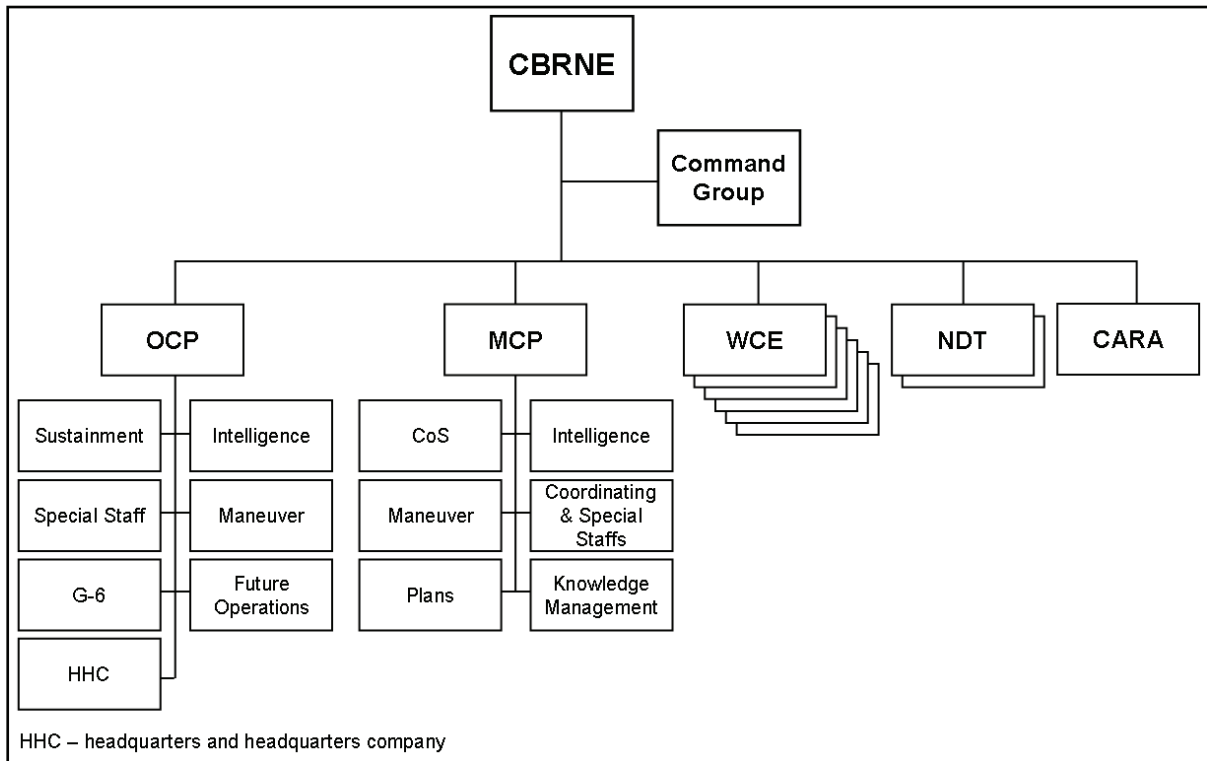 CBRNE
Command
Group
OCP
MCP
WCE
NDT
CARA
Sustainment
Intelligence
Special Staff
Maneuver
G-6
Future
Operations
HHC
CoS
Intelligence
Maneuver
Coordinating
& Special
Staffs
Plans
Knowledge
Management
HHC – headquarters and headquarters company